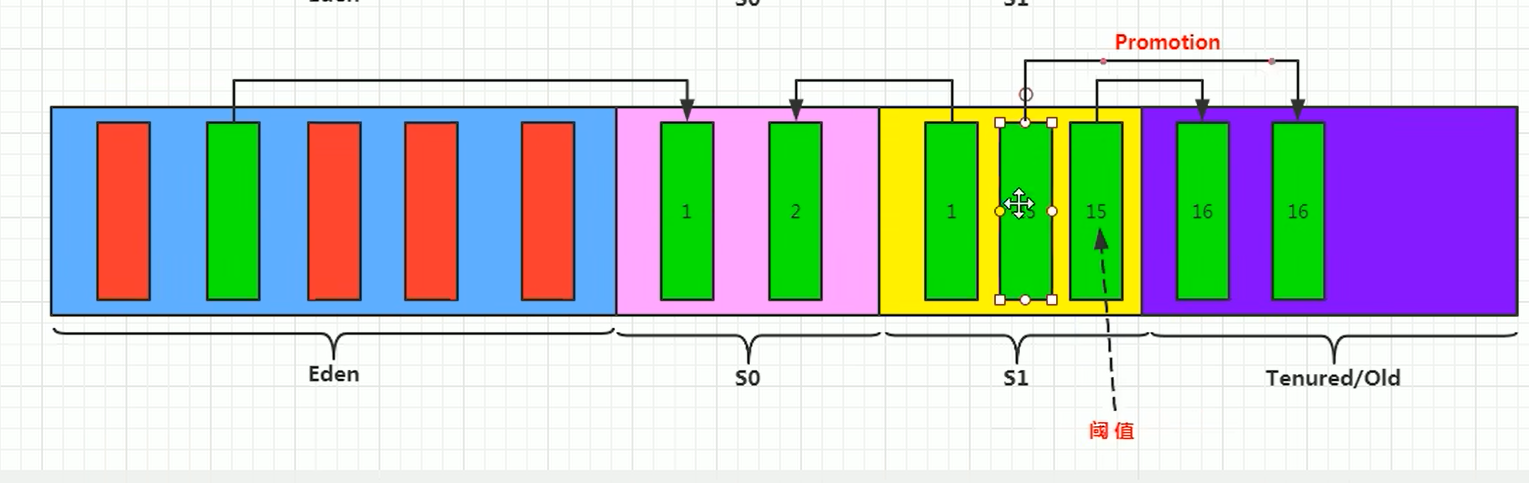 Promotion
1
2
1
15
16
16
Eden
S0
S1
Tenured/Old
阈值